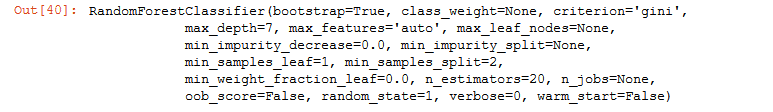 Out[40]: RandomForestClassifier(bootstrap=True, class_weight=None, criterion='gini',
max_depth=7, max_features='auto', max_leaf_nodes=None,
min_impurity_decrease=0.0, min_impurity_split=None,
min_samples_leaf=1, min_samples_split=2,
min_weight_fraction_leaf=0.0, n_estimators=20, n_jobs=None,
oob_score=False, random_state=1, verbose=0, warm_start=False)